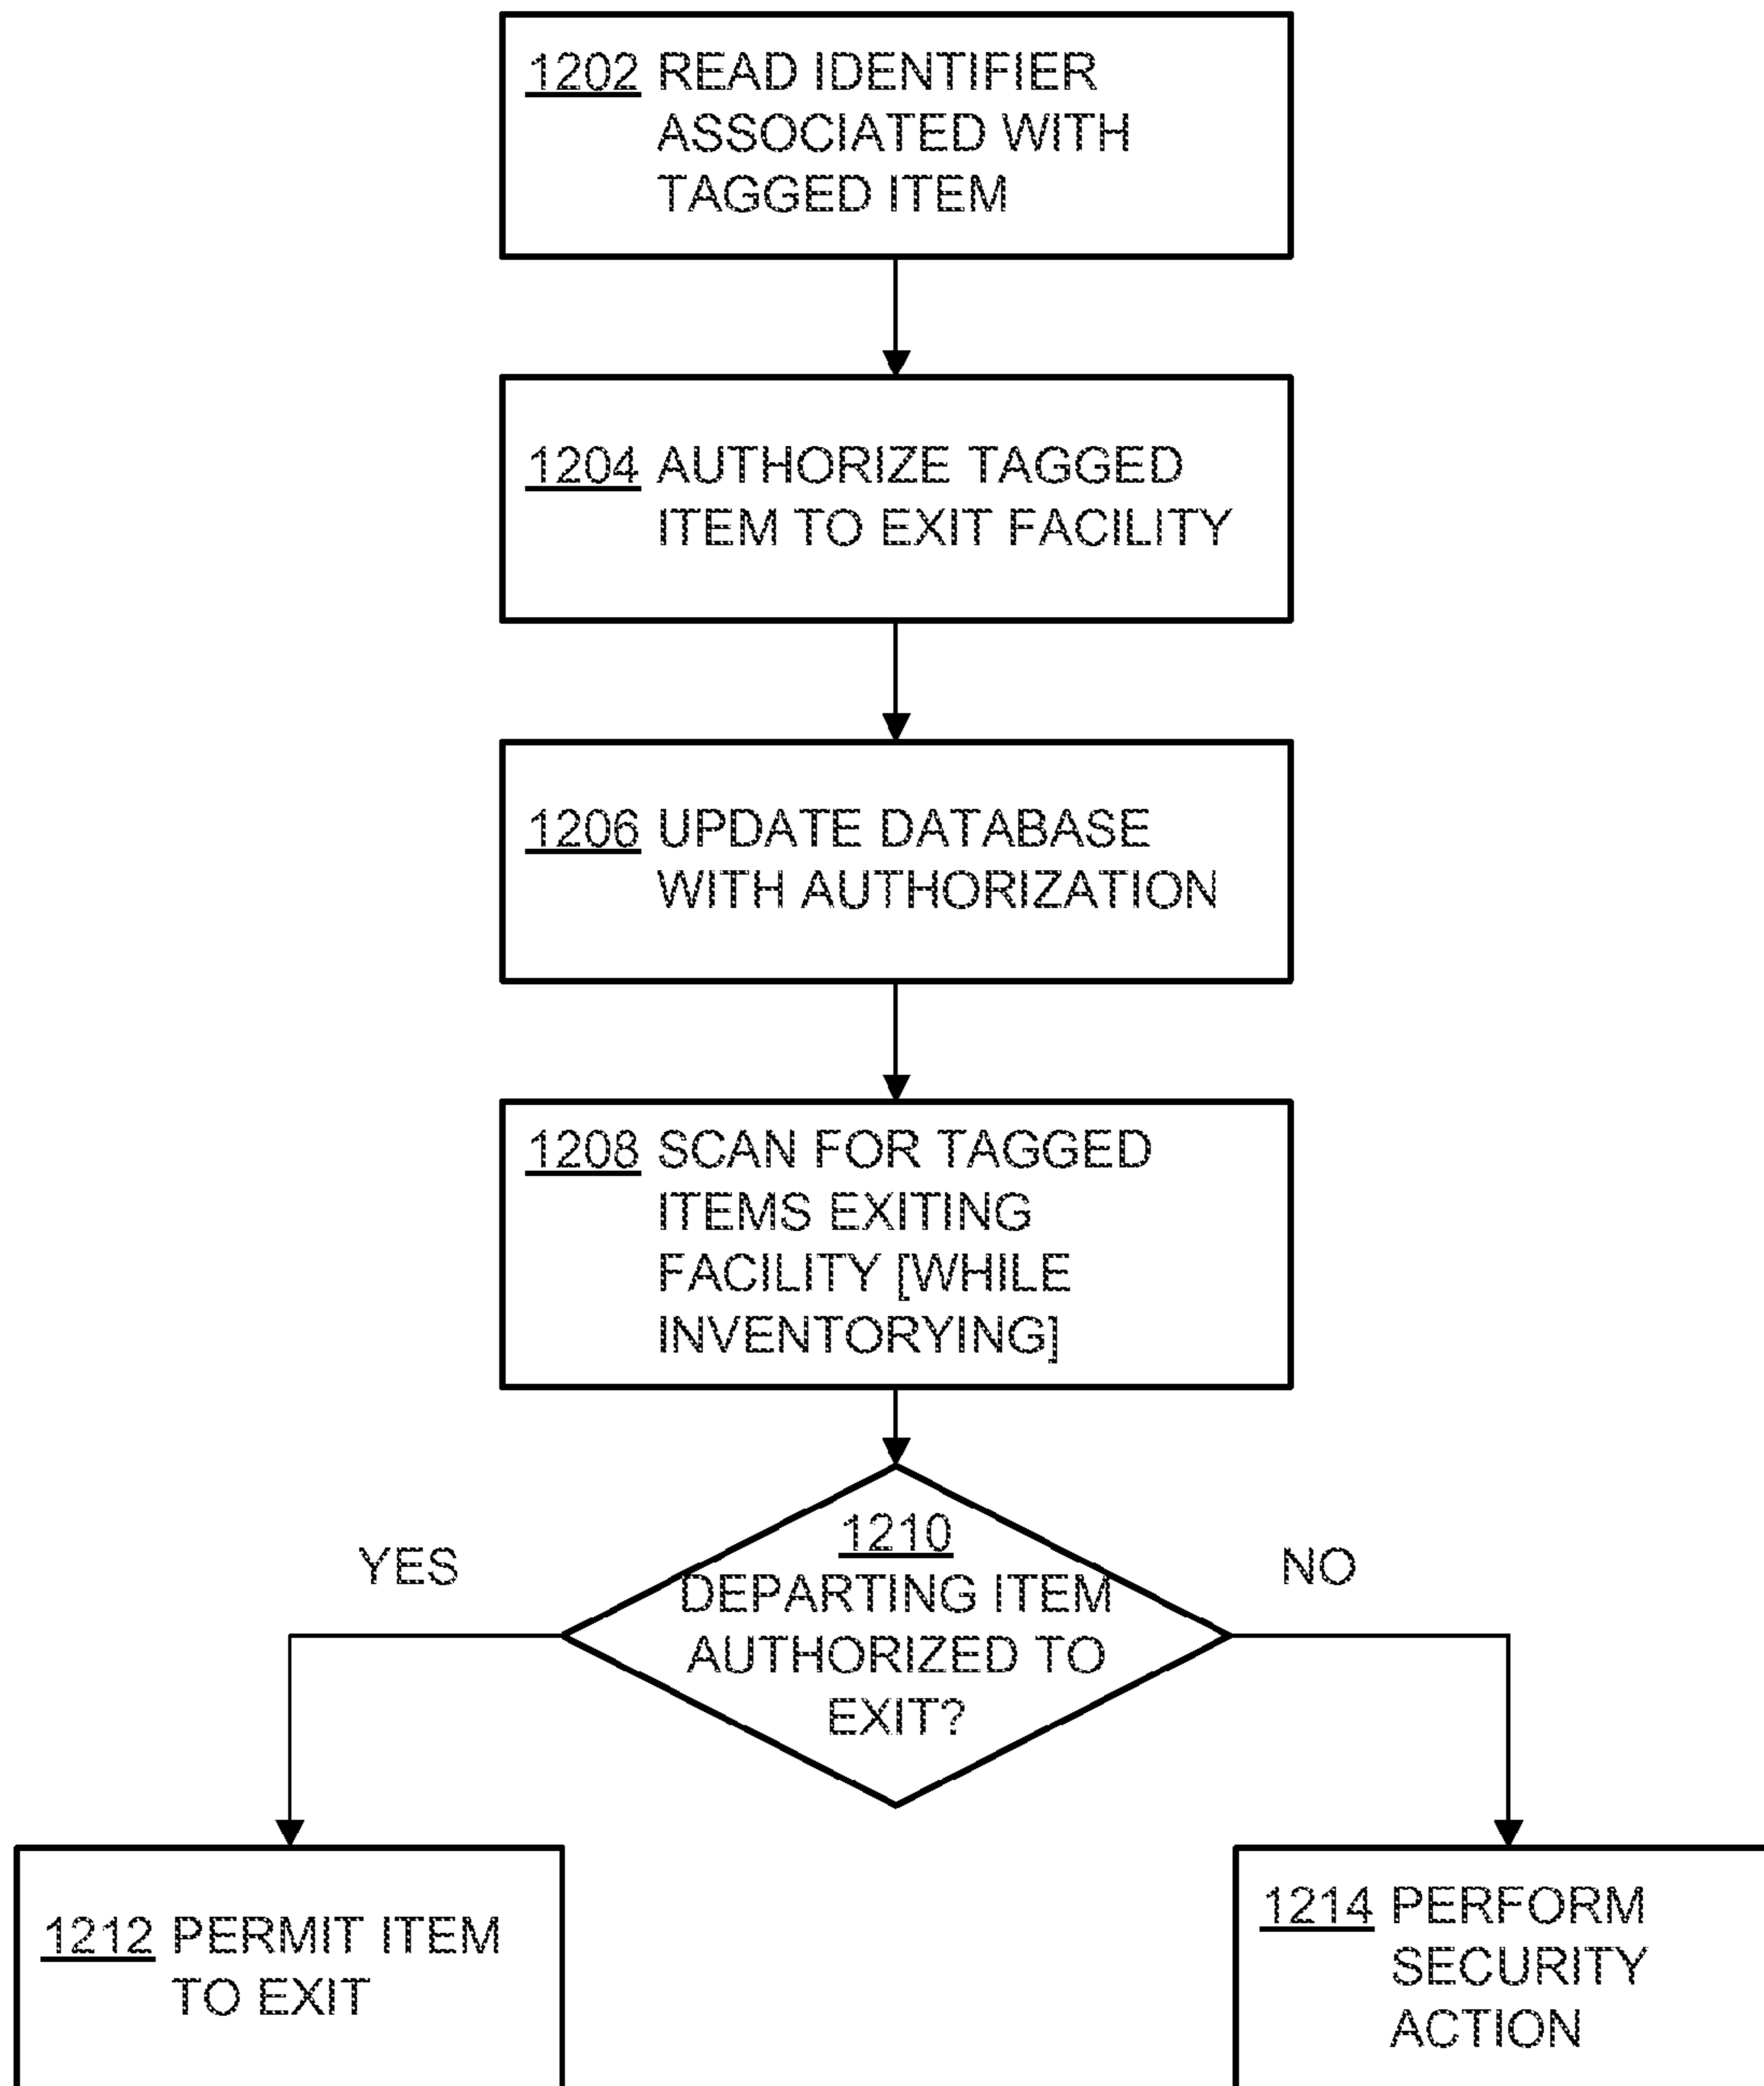 1202 READ IDENTIFIER
ASSOCIATED WITH
TAGGED ITEM
1204 AUTHORIZE TAGGED
ITEM TO EXIT FACILITY
1206 UPDATE DATABASE
WITH AUTHORIZATION
1208 SCAN FOR TAGGED
ITEMS EXITING
FACILITY [WHILE
INVENTORYING]
1210
DEPARTING ITEM
AUTHORIZED TO
EXIT?
YES
NO
1212 PERMIT ITEM
TO EXIT
1214 PERFORM
SECURITY
ACTION